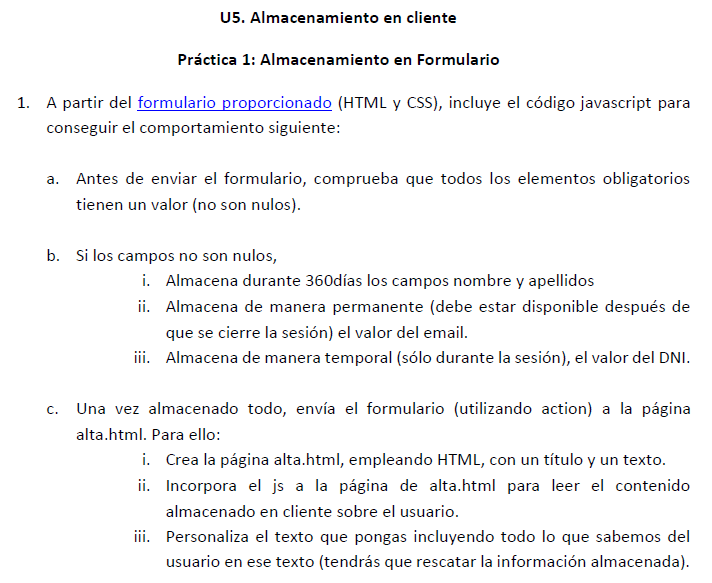 U5. Almacenamiento en cliente
Práctica 1: Almacenamiento en Formulario
1. A partir del formulario proporcionado (HTML y CSS), incluye el código javascript para
conseguir el comportamiento siguiente:
a. Antes de enviar el formulario, comprueba que todos los elementos obligatorios
tienen un valor (no son nulos).
b. Si los campos no son nulos,
i. Almacena durante 360días los campos nombre y apellidos
ii. Almacena de manera permanente (debe estar disponible después de
que se cierre la sesión) el valor del email.
iii. Almacena de manera temporal (sólo durante la sesión), el valor del DNI.
c. Una vez almacenado todo, envía el formulario (utilizando action) a la página
alta.html. Para ello:
i. Crea la página alta.html, empleando HTML, con un título y un texto.
ii. Incorpora el js a la página de alta.html para leer el contenido
almacenado en cliente sobre el usuario.
iii. Personaliza el texto que pongas incluyendo todo lo que sabemos del
usuario en ese texto (tendrás que rescatar la información almacenada).